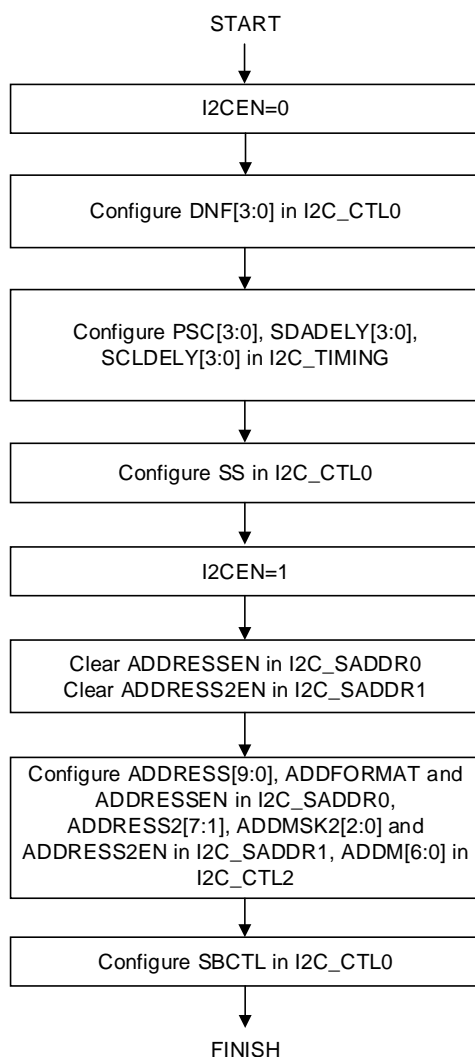 START
I2CEN=0
Configure DNF[3:0] in I2C_CTL0
Configure PSC[3:0], SDADELY[3:0],
SCLDELY[3:0] in I2C_TIMING
Configure SS in I2C_CTL0
I2CEN=1
Clear ADDRESSEN in I2C_SADDR0
Clear ADDRESS2EN in I2C_SADDR1
Configure ADDRESS[9:0], ADDFORMAT and
ADDRESSEN in I2C_SADDR0,
ADDRESS2[7:1], ADDMSK2[2:0] and
ADDRESS2EN in I2C_SADDR1, ADDM[6:0] in
I2C_CTL2
Configure SBCTL in I2C_CTL0
FINISH